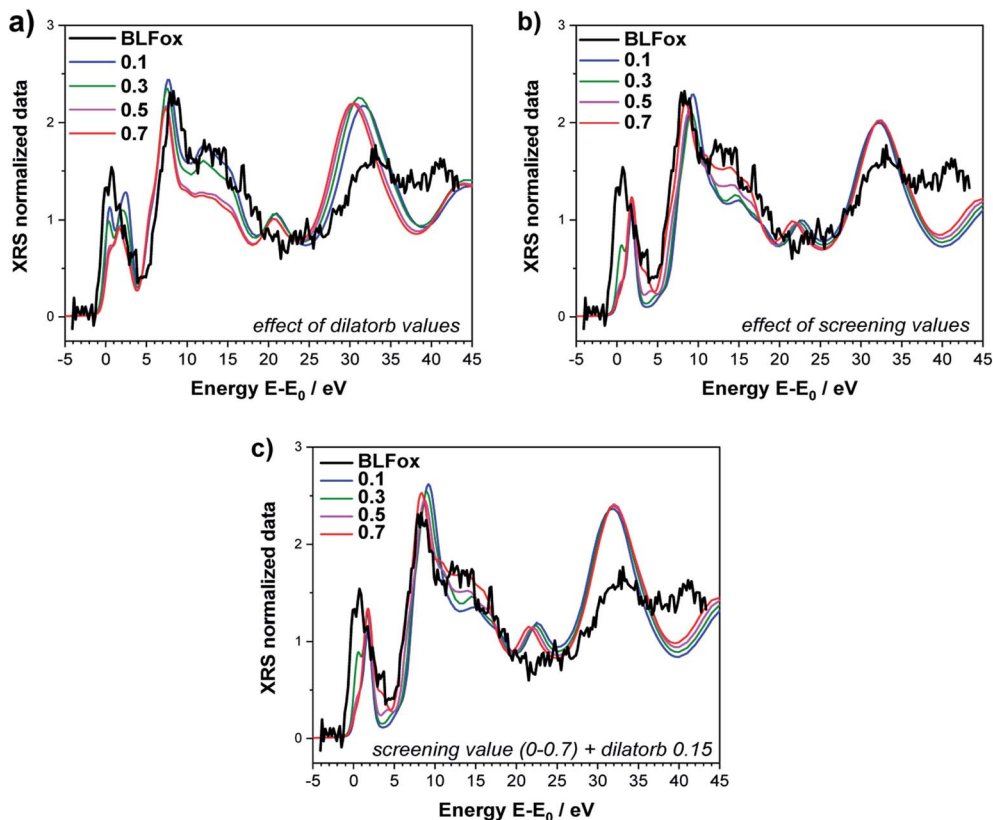 a)
XRS normalized data
3
2
1
0
BLFox
0.1
0.3
0.5
0.7
effect of dilatorb values
-5 0 5 10 15 20 25 30 35 40 45
Energy E-E₀ / eV
b)
XRS normalized data
3
2
1
0
BLFox
0.1
0.3
0.5
0.7
effect of screening values
-5 0 5 10 15 20 25 30 35 40 45
Energy E-E₀ / eV
c)
XRS normalized data
3
2
1
0
BLFox
0.1
0.3
0.5
0.7
screening value (0-0.7) + dilatorb 0.15
-5 0 5 10 15 20 25 30 35 40 45
Energy E-E₀ / eV